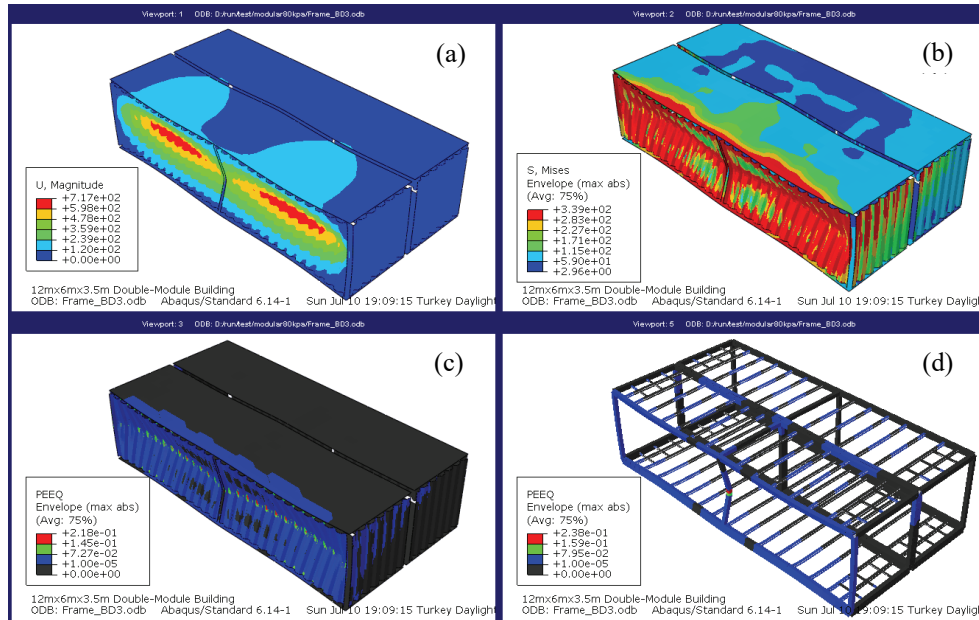 Viewport: 1 ODB: D:/run/test/modular80kpa/Frame_BD3.odb
(a)
U, Magnitude
+7.17e+02
+5.98e+02
+4.78e+02
+3.59e+02
+2.39e+02
+1.20e+02
+0.00e+00
12mx6mx3.5m Double-Module Building
ODB: Frame_BD3.odb Abaqus/Standard 6.14-1 Sun Jul 10 19:09:15 Turkey Daylight
Viewport: 2 ODB: D:/run/test/modular80kpa/Frame_BD3.odb
(b)
S, Mises
Envelope (max abs)
(Avg: 75%)
+3.39e+02
+2.83e+02
+2.27e+02
+1.71e+02
+1.15e+02
+5.90e+01
+2.96e+00
12mx6mx3.5m Double-Module Building
ODB: Frame_BD3.odb Abaqus/Standard 6.14-1 Sun Jul 10 19:09:15 Turkey Daylight
Viewport: 3 ODB: D:/run/test/modular80kpa/Frame_BD3.odb
(c)
PEEQ
Envelope (max abs)
(Avg: 75%)
+2.18e-01
+1.45e-01
+7.27e-02
+1.00e-05
+0.00e+00
12mx6mx3.5m Double-Module Building
ODB: Frame_BD3.odb Abaqus/Standard 6.14-1 Sun Jul 10 19:09:15 Turkey Daylight
Viewport: 5 ODB: D:/run/test/modular80kpa/Frame_BD3.odb
(d)
PEEQ
Envelope (max abs)
(Avg: 75%)
+2.38e-01
+1.59e-01
+7.95e-02
+1.00e-05
+0.00e+00
12mx6mx3.5m Double-Module Building
ODB: Frame_BD3.odb Abaqus/Standard 6.14-1 Sun Jul 10 19:09:15 Turkey Daylight